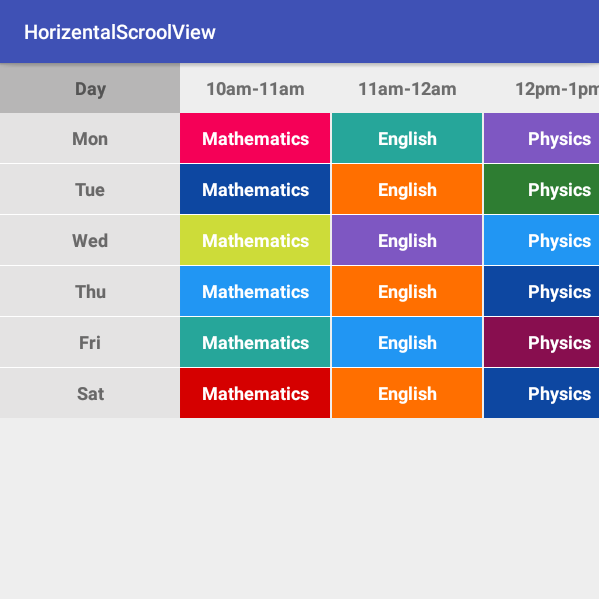 HorizentalScroolView
Day 10am-11am 11am-12am 12pm-1pm
Mon Mathematics English Physics
Tue Mathematics English Physics
Wed Mathematics English Physics
Thu Mathematics English Physics
Fri Mathematics English Physics
Sat Mathematics English Physics